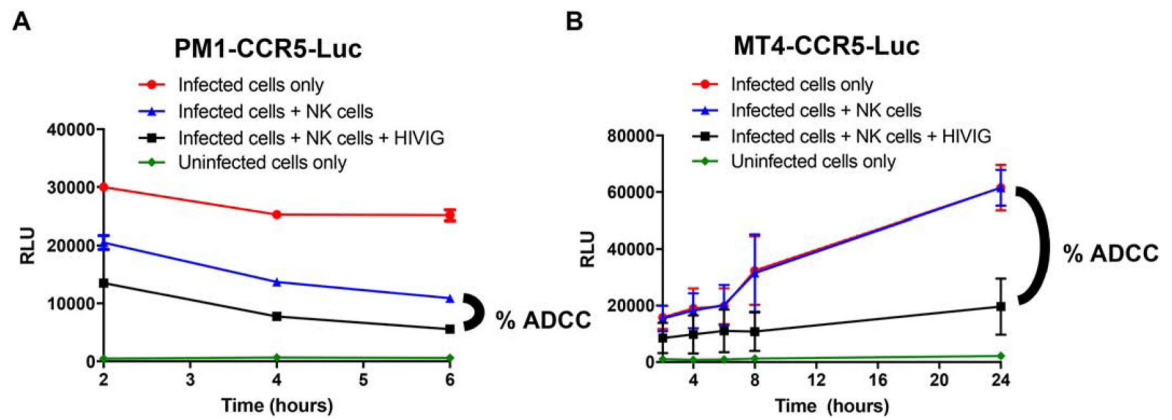 A
PM1-CCR5-Luc
Infected cells only
Infected cells + NK cells
Infected cells + NK cells + HIVIG
Uninfected cells only
40000
30000
20000
10000
0
RLU
2
3
4
5
6
Time (hours)
% ADCC
B
MT4-CCR5-Luc
Infected cells only
Infected cells + NK cells
Infected cells + NK cells + HIVIG
Uninfected cells only
80000
60000
40000
20000
0
RLU
4
8
12
16
20
24
Time (hours)
% ADCC